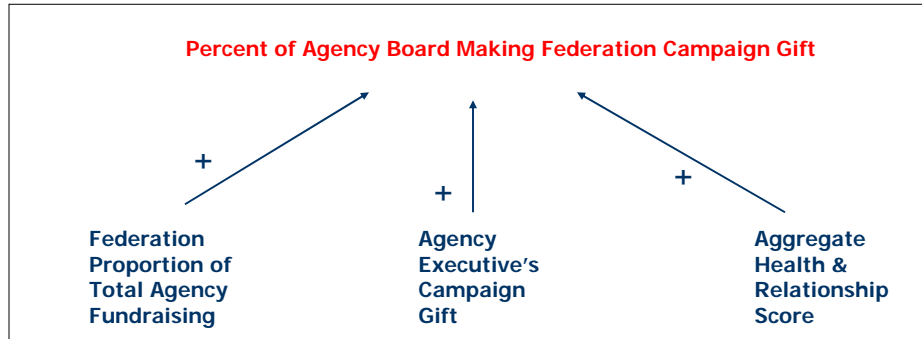 Percent of Agency Board Making Federation Campaign Gift
+
+
+
Federation
Proportion of
Total Agency
Fundraising
Agency
Executive's
Campaign
Gift
Aggregate
Health &
Relationship
Score